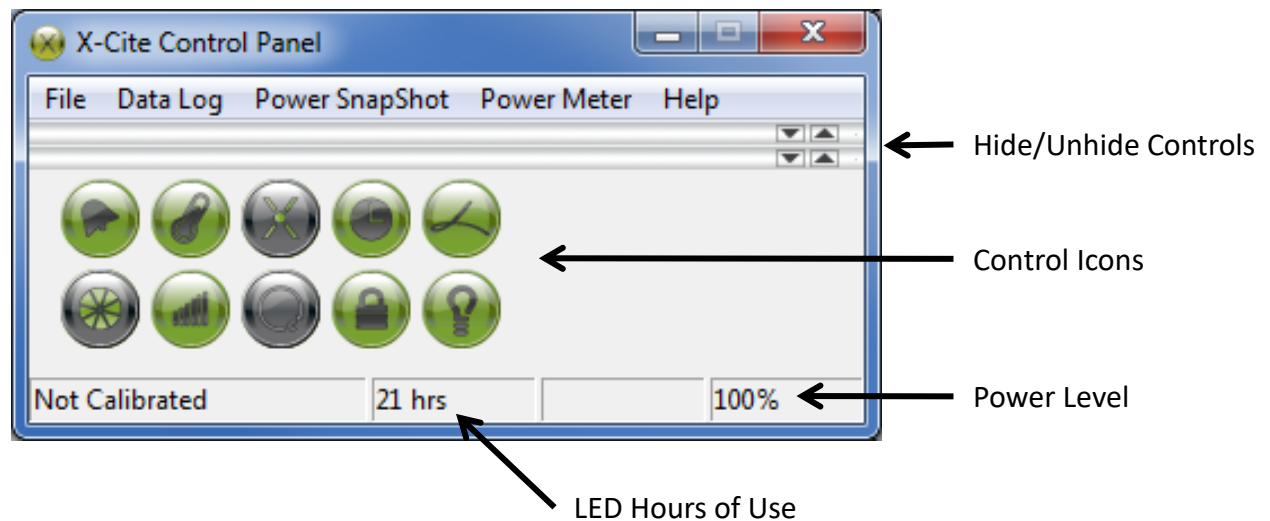 X-Cite Control Panel
File Data Log Power SnapShot Power Meter Help
Hide/Unhide Controls
Control Icons
Not Calibrated 21 hrs 100%
Power Level
LED Hours of Use